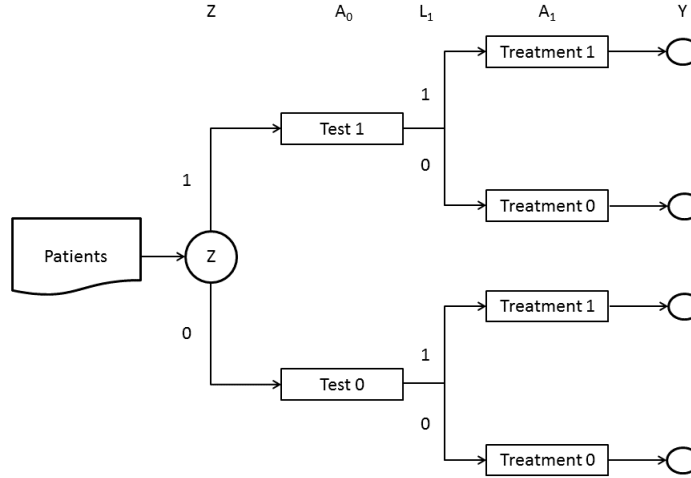 Z A₀ L₁ A₁ Y
Treatment 1
1
Test 1
0
1
Treatment 0
Patients
Z
Treatment 1
0
1
Test 0
0
Treatment 0